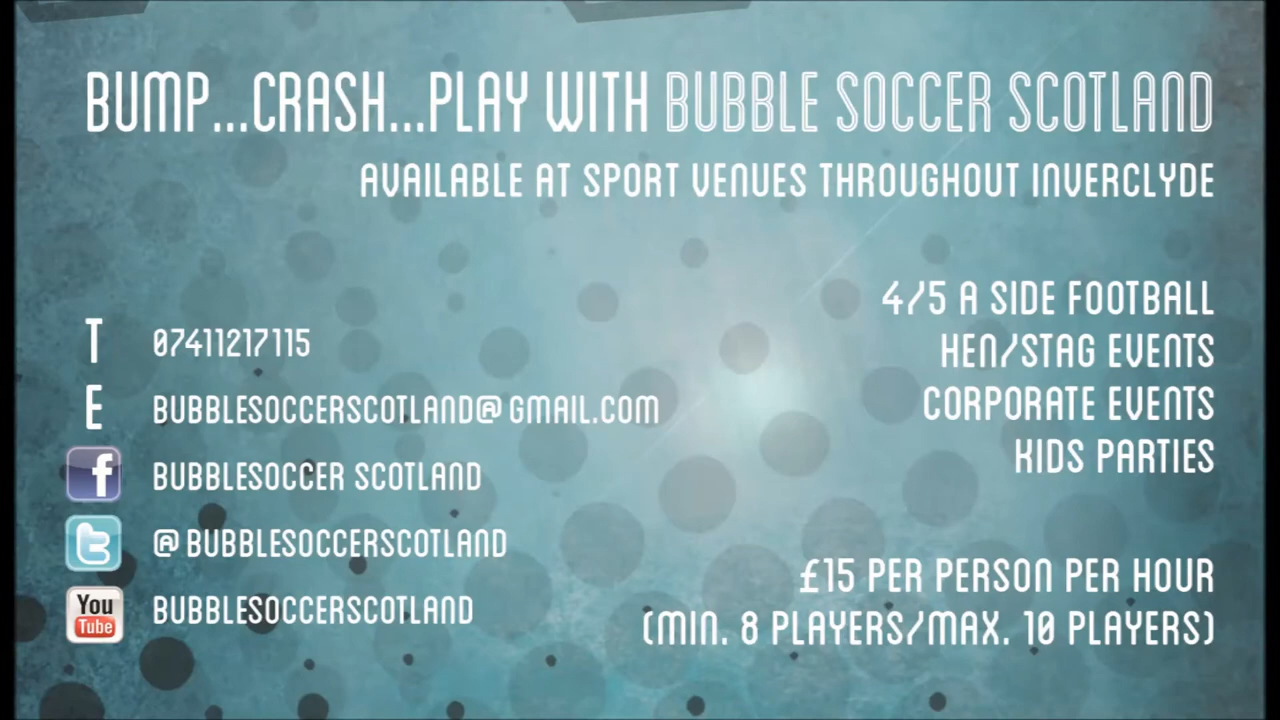 BUMP...CRASH...PLAY WITH BUBBLE SOCCER SCOTLAND
AVAILABLE AT SPORT VENUES THROUGHOUT INVERCLYDE
T 07411217115
E BUBBLESOCCERSCOTLAND@GMAIL.COM
f BUBBLESOCCER SCOTLAND
t @BUBBLESOCCERSCOTLAND
You Tube BUBBLESOCCERSCOTLAND
4/5 A SIDE FOOTBALL
HEN/STAG EVENTS
CORPORATE EVENTS
KIDS PARTIES
£15 PER PERSON PER HOUR
(MIN. 8 PLAYERS/MAX. 10 PLAYERS)